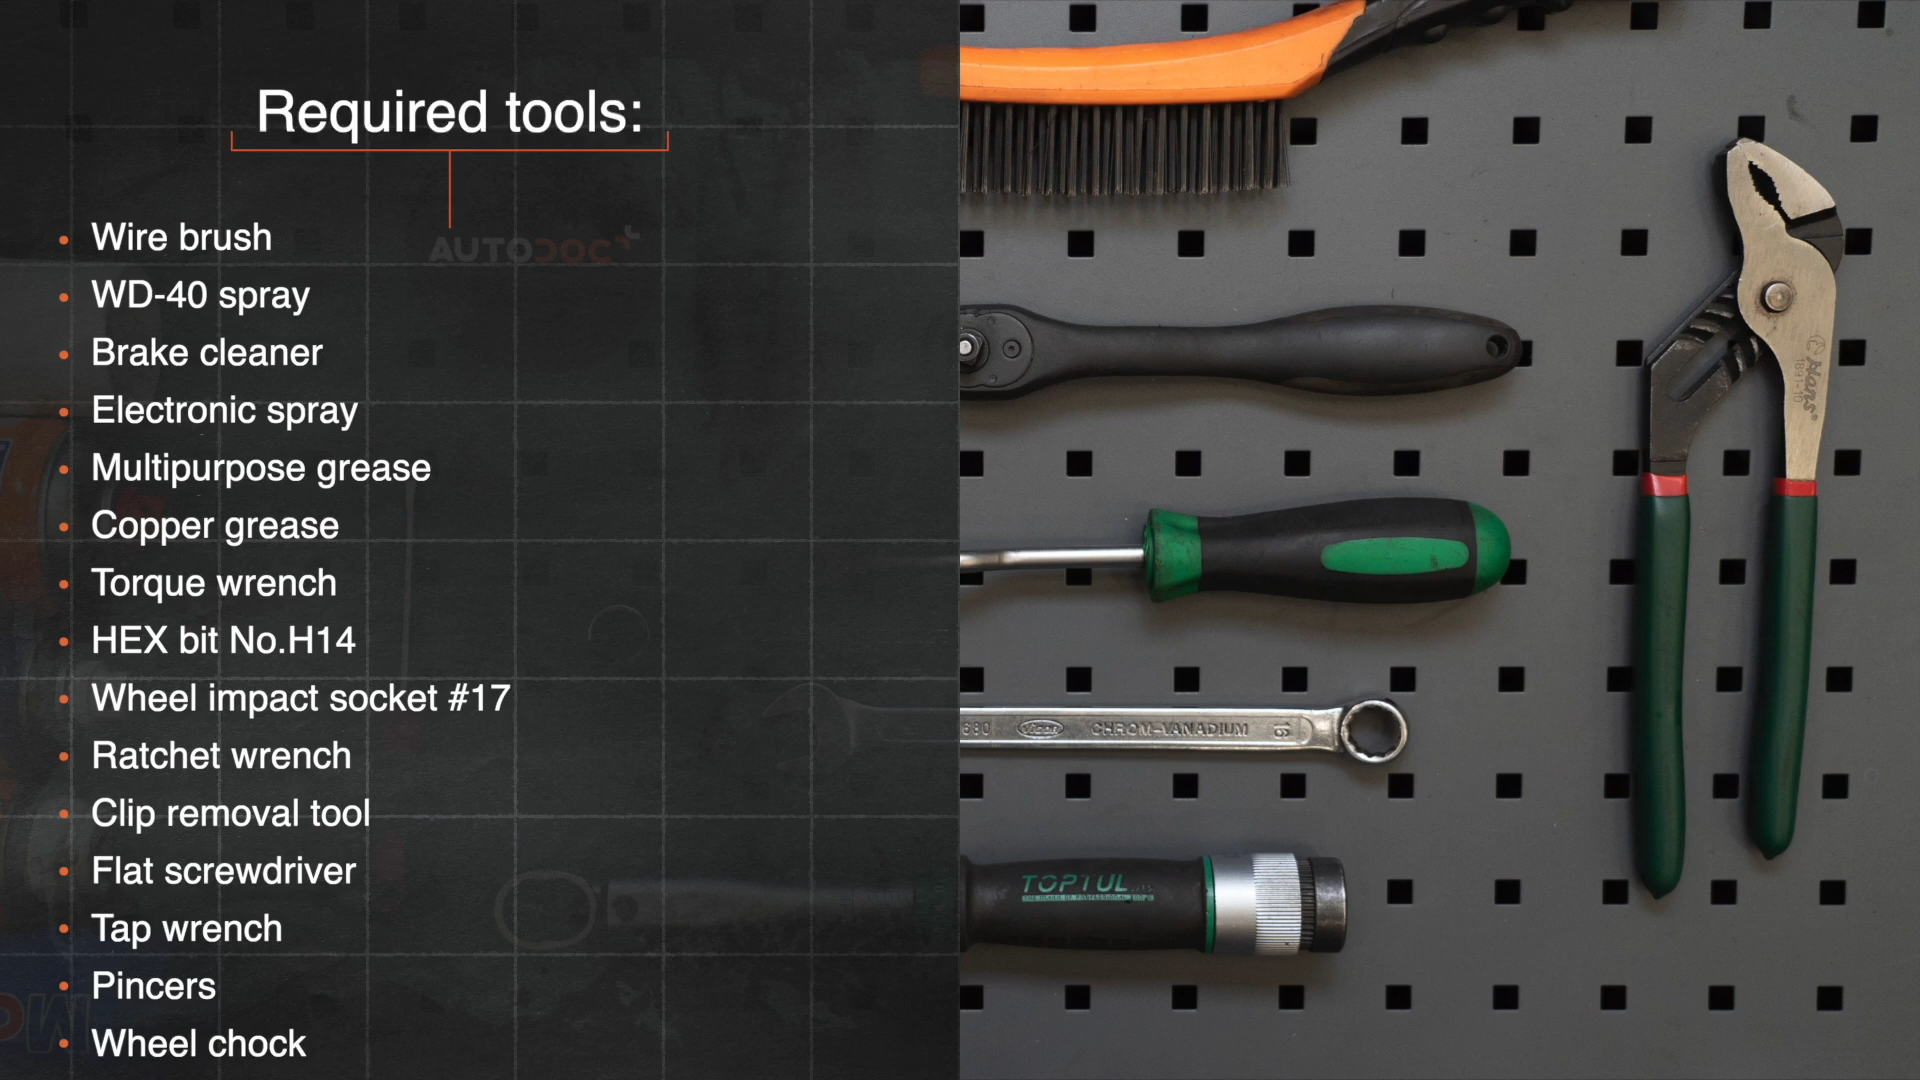 Required tools:
AUTODOC
Wire brush
WD-40 spray
Brake cleaner
Electronic spray
Multipurpose grease
Copper grease
Torque wrench
HEX bit No.H14
Wheel impact socket #17
Ratchet wrench
Clip removal tool
Flat screwdriver
Tap wrench
Pincers
Wheel chock
Hans
1891-10
CHROM-VANADIUM
TOPTUL